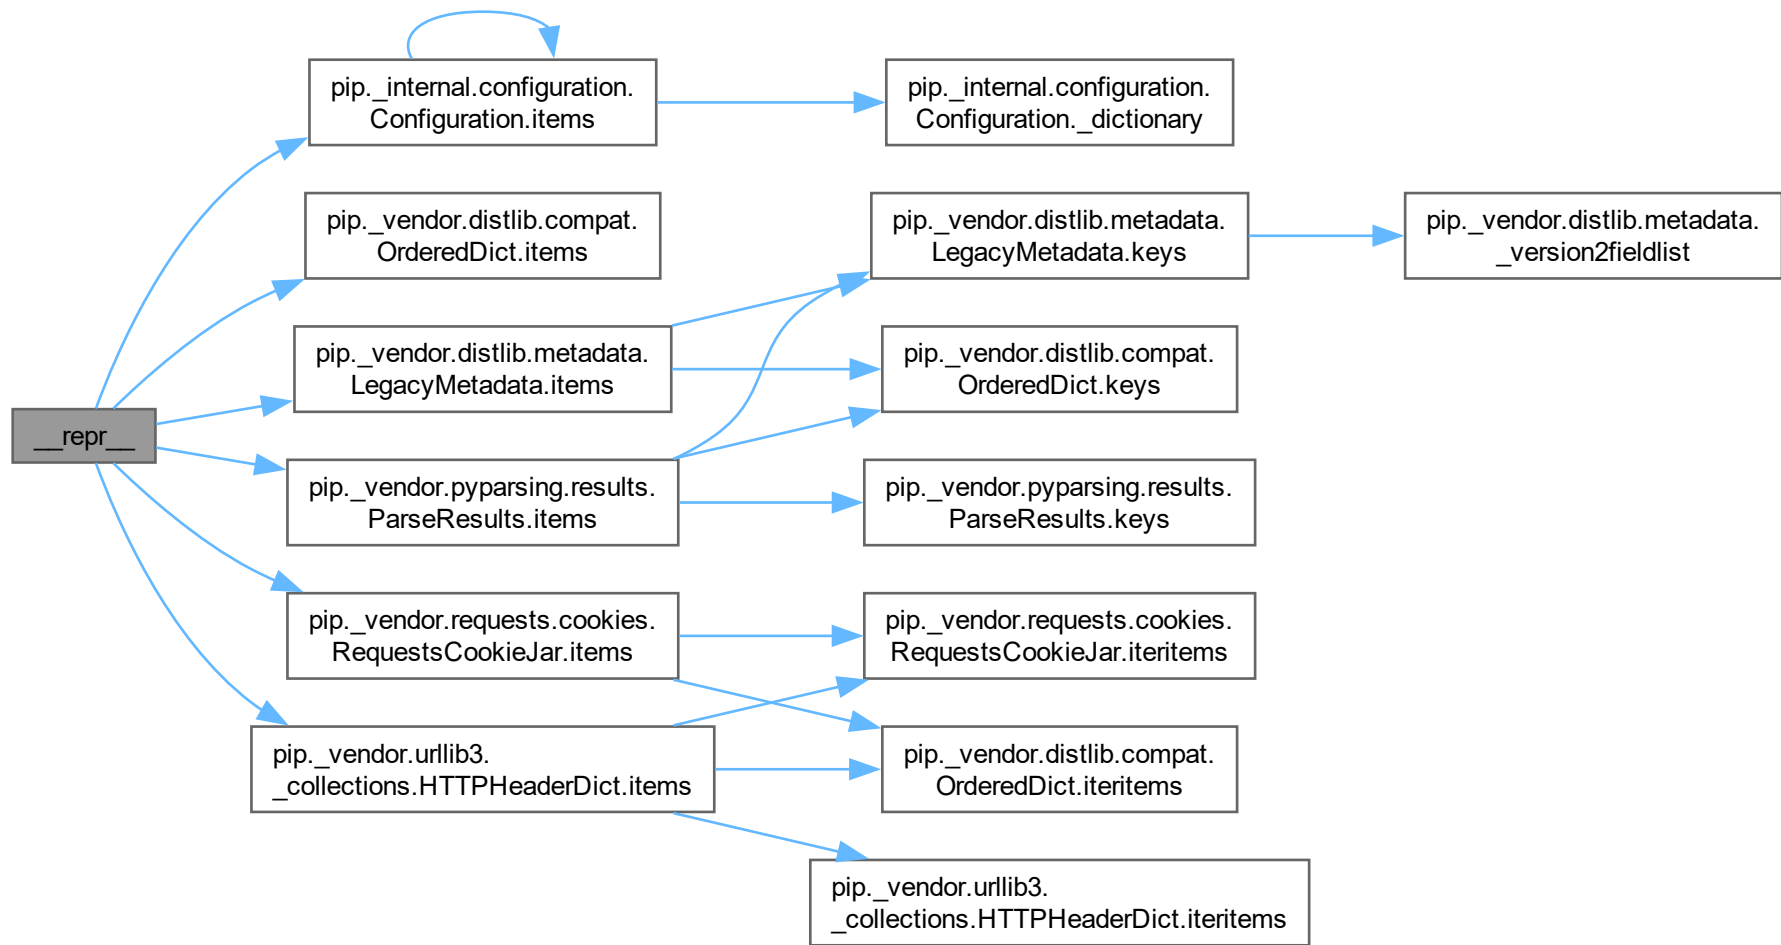 __repr__
pip._internal.configuration.
Configuration.items
pip._internal.configuration.
Configuration._dictionary
pip._vendor.distlib.compat.
OrderedDict.items
pip._vendor.distlib.metadata.
LegacyMetadata.keys
pip._vendor.distlib.metadata.
_version2fieldlist
pip._vendor.distlib.metadata.
LegacyMetadata.items
pip._vendor.distlib.compat.
OrderedDict.keys
pip._vendor.pyparsing.results.
ParseResults.items
pip._vendor.pyparsing.results.
ParseResults.keys
pip._vendor.requests.cookies.
RequestsCookieJar.items
pip._vendor.requests.cookies.
RequestsCookieJar.iteritems
pip._vendor.urllib3.
_collections.HTTPHeaderDict.items
pip._vendor.distlib.compat.
OrderedDict.iteritems
pip._vendor.urllib3.
_collections.HTTPHeaderDict.iteritems